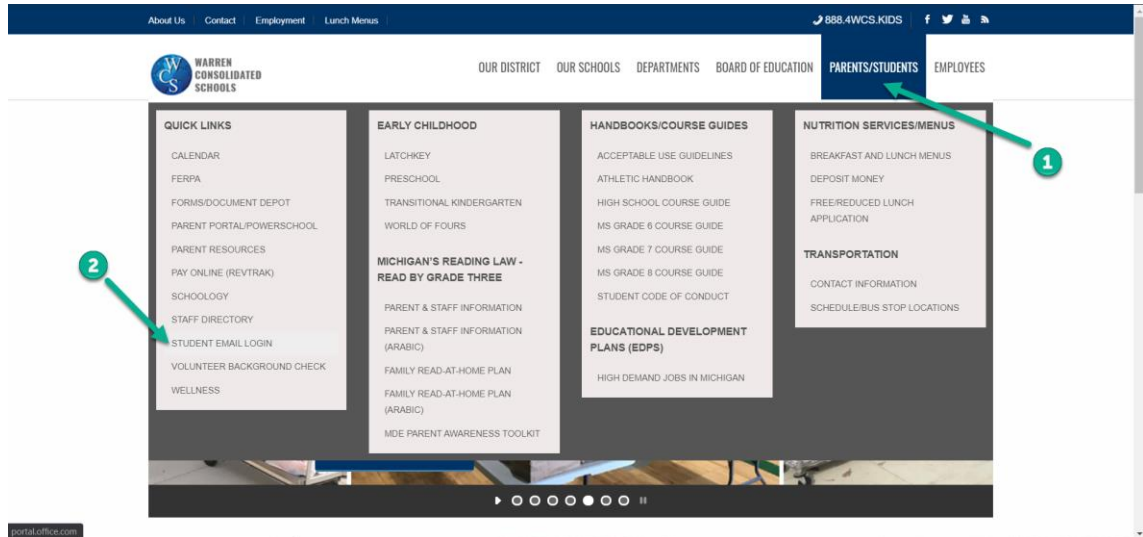 About Us
Contact
Employment
Lunch Menus
888.4WCS.KIDS
WCS
WARREN
CONSOLIDATED
SCHOOLS
OUR DISTRICT
OUR SCHOOLS
DEPARTMENTS
BOARD OF EDUCATION
PARENTS/STUDENTS
EMPLOYEES
1
2
QUICK LINKS
CALENDAR
FERPA
FORMS/DOCUMENT DEPOT
PARENT PORTAL/POWERSCHOOL
PARENT RESOURCES
PAY ONLINE (REVTRAK)
SCHOOLOGY
STAFF DIRECTORY
STUDENT EMAIL LOGIN
VOLUNTEER BACKGROUND CHECK
WELLNESS
EARLY CHILDHOOD
LATCHKEY
PRESCHOOL
TRANSITIONAL KINDERGARTEN
WORLD OF FOURS
MICHIGAN'S READING LAW -
READ BY GRADE THREE
PARENT & STAFF INFORMATION
PARENT & STAFF INFORMATION
(ARABIC)
FAMILY READ-AT-HOME PLAN
FAMILY READ-AT-HOME PLAN
(ARABIC)
MDE PARENT AWARENESS TOOLKIT
HANDBOOKS/COURSE GUIDES
ACCEPTABLE USE GUIDELINES
ATHLETIC HANDBOOK
HIGH SCHOOL COURSE GUIDE
MS GRADE 6 COURSE GUIDE
MS GRADE 7 COURSE GUIDE
MS GRADE 8 COURSE GUIDE
STUDENT CODE OF CONDUCT
EDUCATIONAL DEVELOPMENT
PLANS (EDPS)
HIGH DEMAND JOBS IN MICHIGAN
NUTRITION SERVICES/MENUS
BREAKFAST AND LUNCH MENUS
DEPOSIT MONEY
FREE/REDUCED LUNCH
APPLICATION
TRANSPORTATION
CONTACT INFORMATION
SCHEDULE/BUS STOP LOCATIONS
portal.office.com